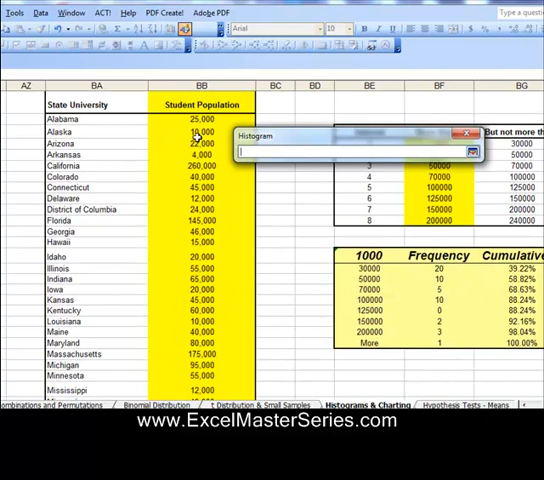 Tools Data Window ACT! Help PDF Create! Adobe PDF Type a question
Arial 10 B I U
AZ BA BB BC BD BE BF BG
State University Student Population
Alabama 25,000
Alaska
Arizona 22,000
Arkansas 4,000
California 260,000
Colorado 40,000
Connecticut 45,000
Delaware 12,000
District of Columbia 24,000
Florida 145,000
Georgia 46,000
Hawaii 15,000
Idaho 20,000
Illinois 55,000
Indiana 65,000
Iowa 20,000
Kansas 45,000
Kentucky 60,000
Louisiana 10,000
Maine 40,000
Maryland 80,000
Massachusetts 175,000
Michigan 95,000
Minnesota 55,000
Mississippi 12,000
Histogram
But not more th
30000
50000
3 50000 70000
4 70000 100000
5 100000 125000
6 125000 150000
7 150000 200000
8 200000 240000
1000 Frequency Cumulative
30000 20 39.22%
50000 10 58.82%
70000 5 68.63%
100000 10 88.24%
125000 0 88.24%
150000 2 92.16%
200000 3 98.04%
More 1 100.00%
ombinations and Permutations Binomial Distribution t Distribution & Small Samples Histograms & Charting Hypothesis Tests - Means
www.ExcelMasterSeries.com